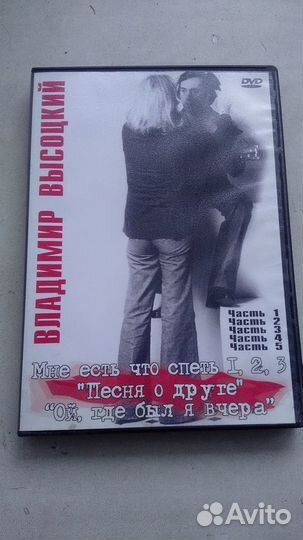 DVD
ВЛАДИМИР ВЫСОЦКИЙ
Часть 1
Часть 2
Часть 3
Часть 4
Часть 5
Мне есть что спеть 1, 2, 3
"Песня о друге"
“Ой, где был я вчера”
Avito